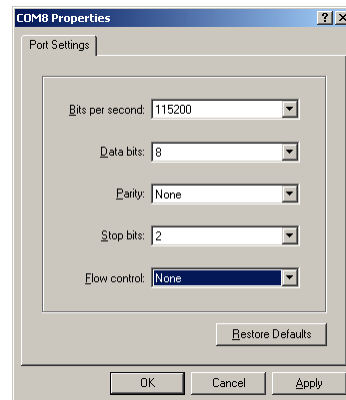 COM8 Properties
Port Settings
Bits per second: 115200
Data bits: 8
Parity: None
Stop bits: 2
Flow control: None
Restore Defaults
OK Cancel Apply